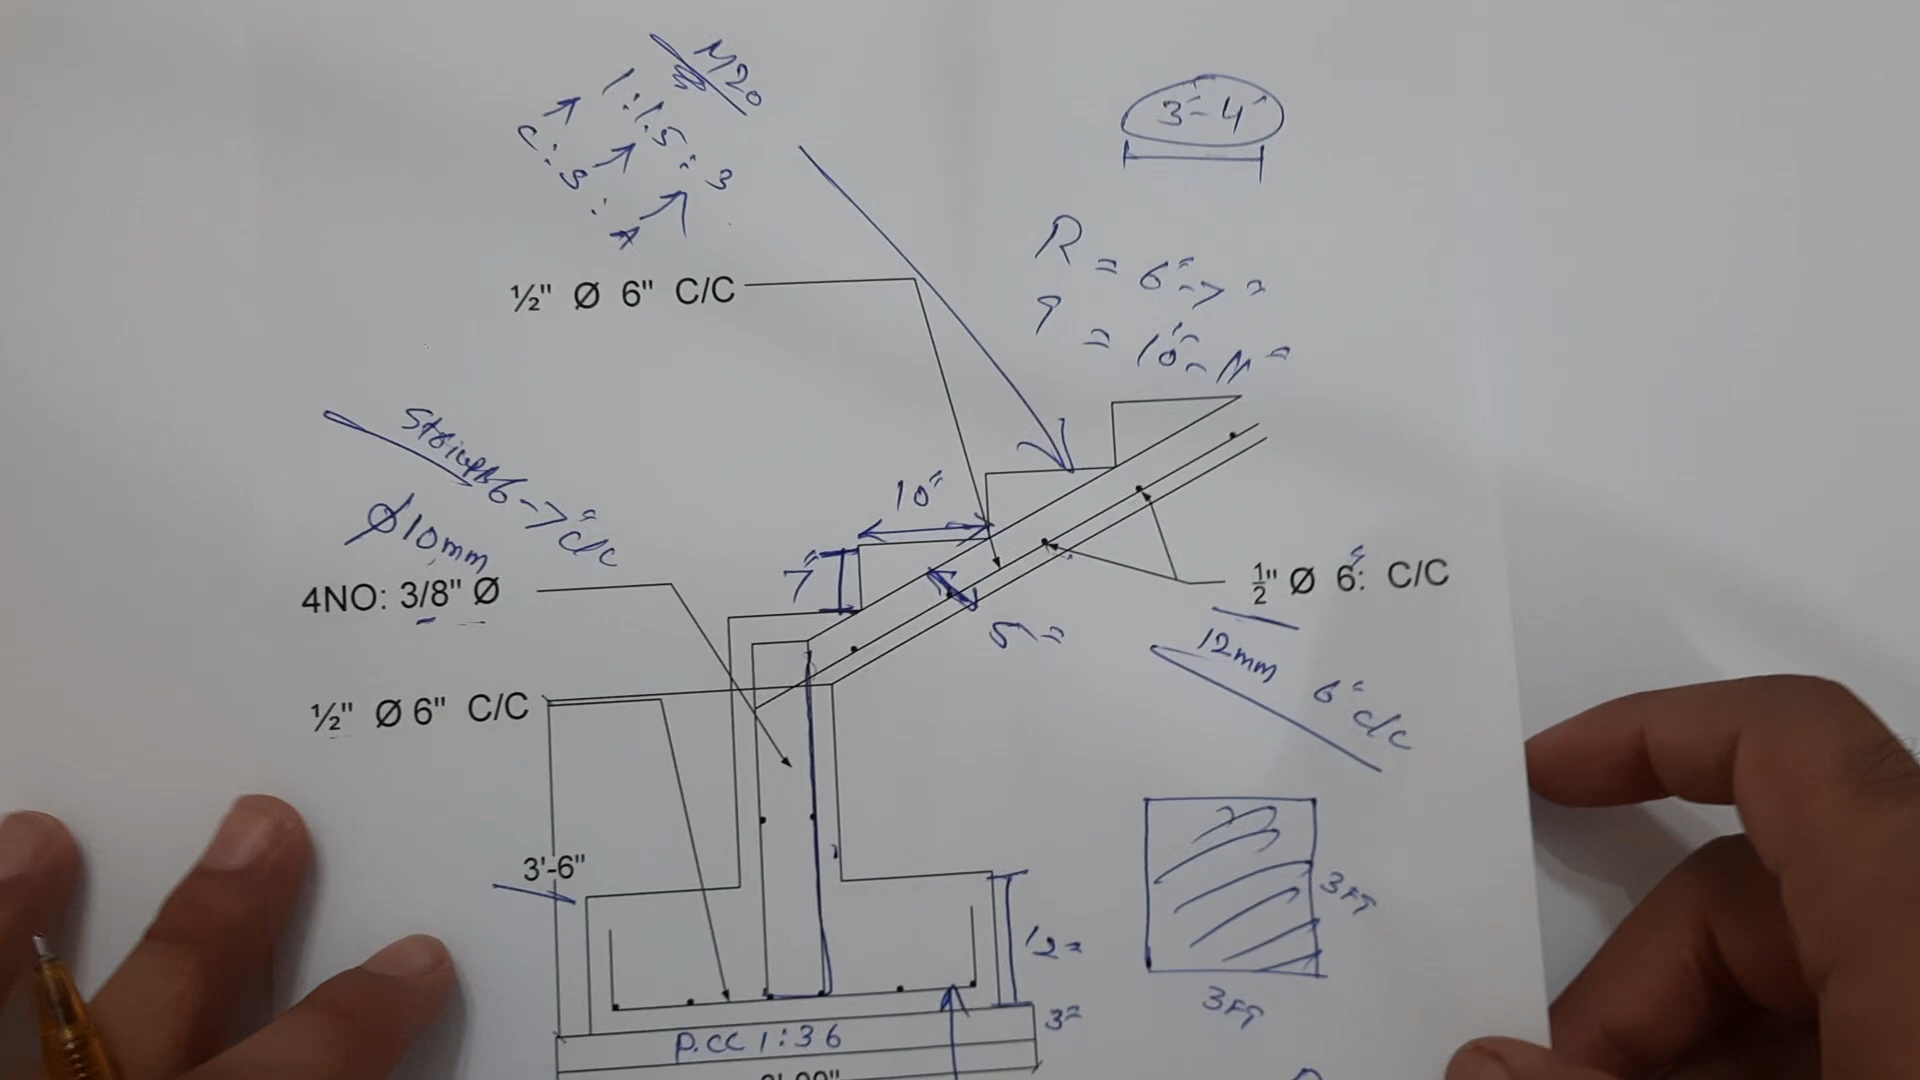 M20
1:1.5:3
C:S:A
3'-4'
R = 6"-7"
T = 10"-11"
½" Ø 6" C/C
10"
7"
5"
6-7" c/c
Ø10mm
4NO: 3/8" Ø
½" Ø 6" C/C
½" Ø 6": C/C
12mm 6" c/c
3'-6"
12"
3"
3ft
3ft
P.CC 1:36